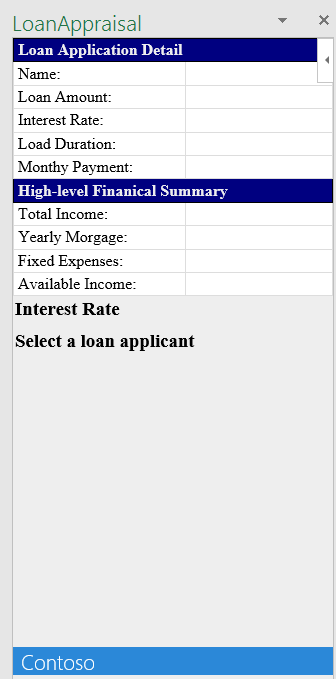 LoanAppraisal
Loan Application Detail
Name:
Loan Amount:
Interest Rate:
Load Duration:
Monthy Payment:
High-level Finanical Summary
Total Income:
Yearly Morgage:
Fixed Expenses:
Available Income:
Interest Rate
Select a loan applicant
Contoso